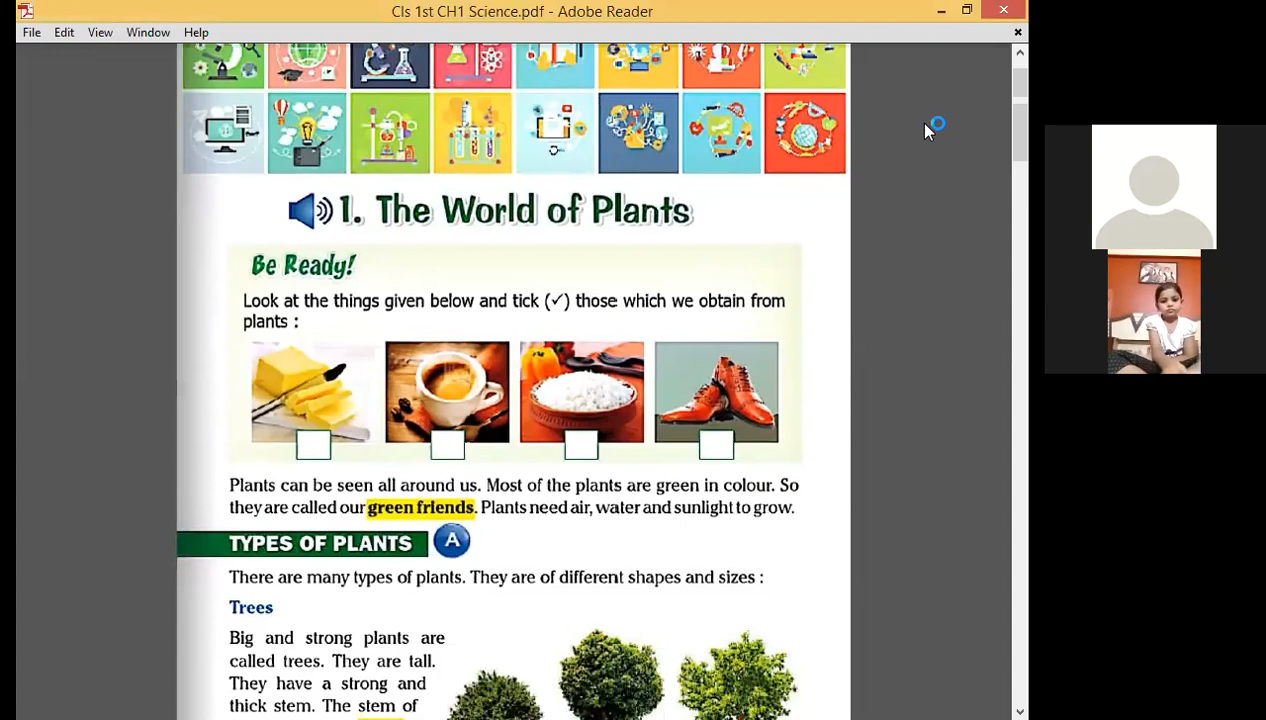 Cls 1st CH1 Science.pdf - Adobe Reader
File Edit View Window Help
1. The World of Plants
Be Ready!
Look at the things given below and tick (✓) those which we obtain from
plants :
Plants can be seen all around us. Most of the plants are green in colour. So
they are called our green friends. Plants need air, water and sunlight to grow.
TYPES OF PLANTS A
There are many types of plants. They are of different shapes and sizes :
Trees
Big and strong plants are
called trees. They are tall.
They have a strong and
thick stem. The stem of